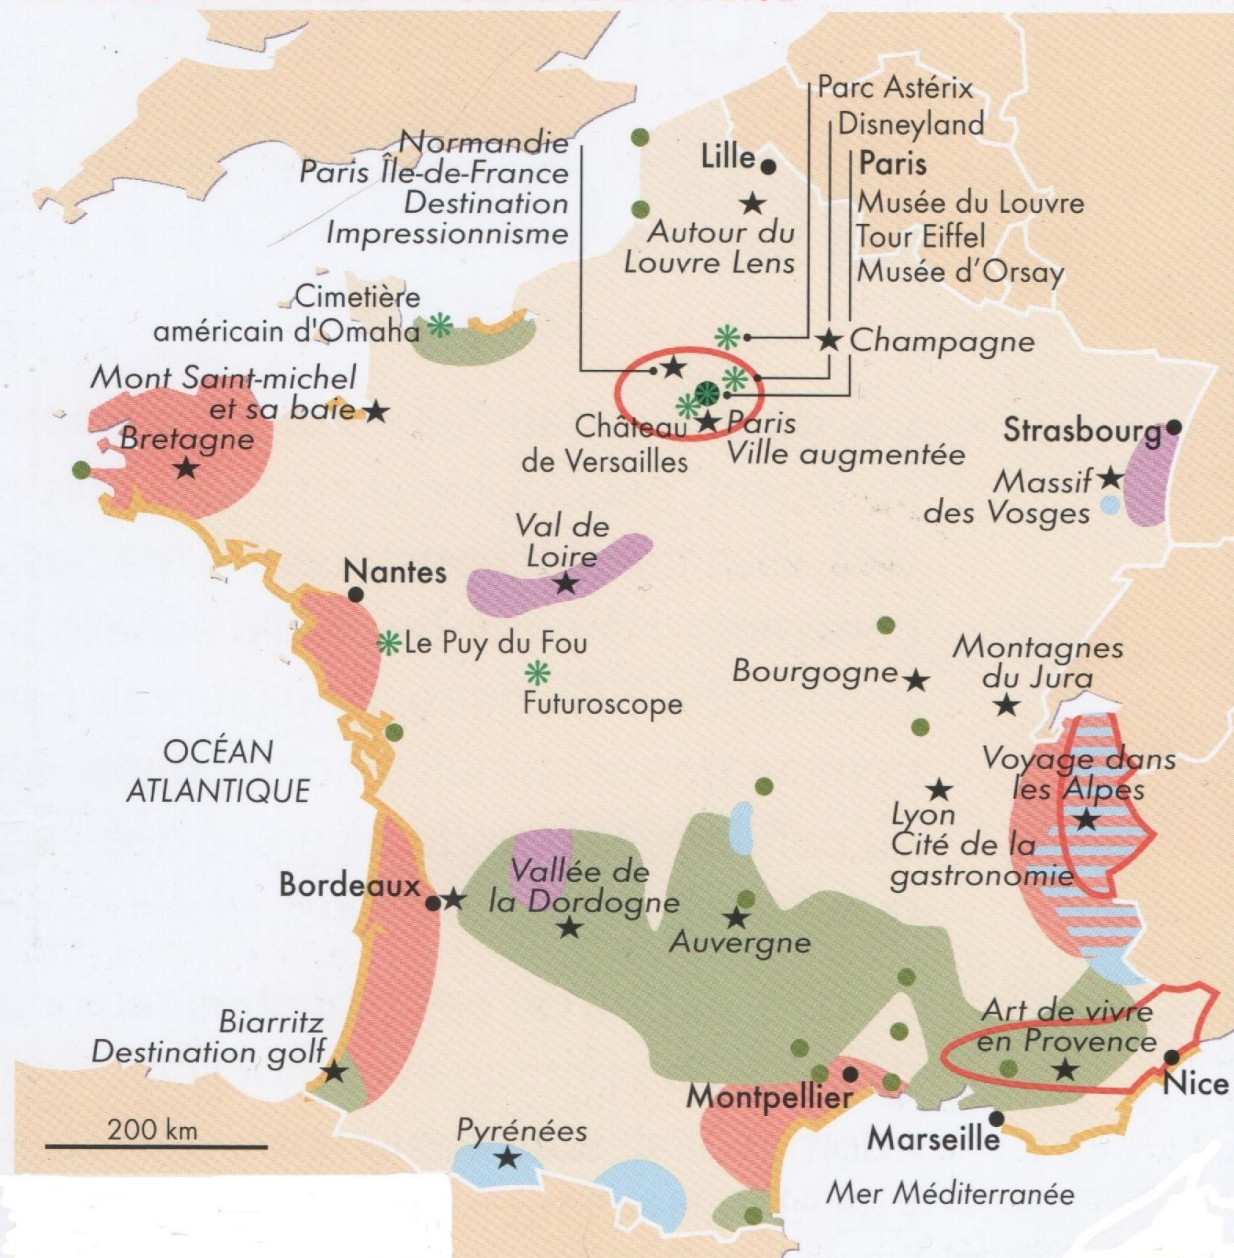 Parc Astérix
Disneyland
Paris
Musée du Louvre
Tour Eiffel
Musée d'Orsay
Normandie
Paris Île-de-France
Destination
Impressionnisme
Lille
Autour du
Louvre Lens
Cimetière
américain d'Omaha
Champagne
Mont Saint-michel
et sa baie
Bretagne
Château
de Versailles
Paris
Ville augmentée
Strasbourg
Massif
des Vosges
Val de
Loire
Nantes
Le Puy du Fou
Futuroscope
Bourgogne
Montagnes
du Jura
OCÉAN
ATLANTIQUE
Voyage dans
les Alpes
Lyon
Cité de la
gastronomie
Bordeaux
Vallée de
la Dordogne
Auvergne
Biarritz
Destination golf
Art de vivre
en Provence
Nice
Montpellier
Marseille
200 km
Pyrénées
Mer Méditerranée